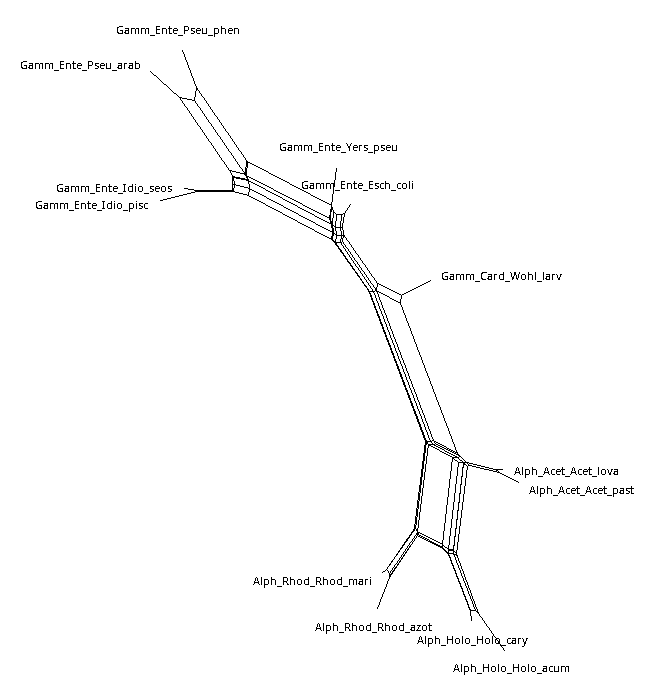 Gamm_Ente_Pseu_phen
Gamm_Ente_Pseu_arab
Gamm_Ente_Yers_pseu
Gamm_Ente_Esch_coli
Gamm_Ente_Idio_seos
Gamm_Ente_Idio_pisc
Gamm_Card_Wohl_larv
Alph_Acet_Acet_lova
Alph_Acet_Acet_past
Alph_Rhod_Rhod_mari
Alph_Rhod_Rhod_azot
Alph_Holo_Holo_cary
Alph_Holo_Holo_acum